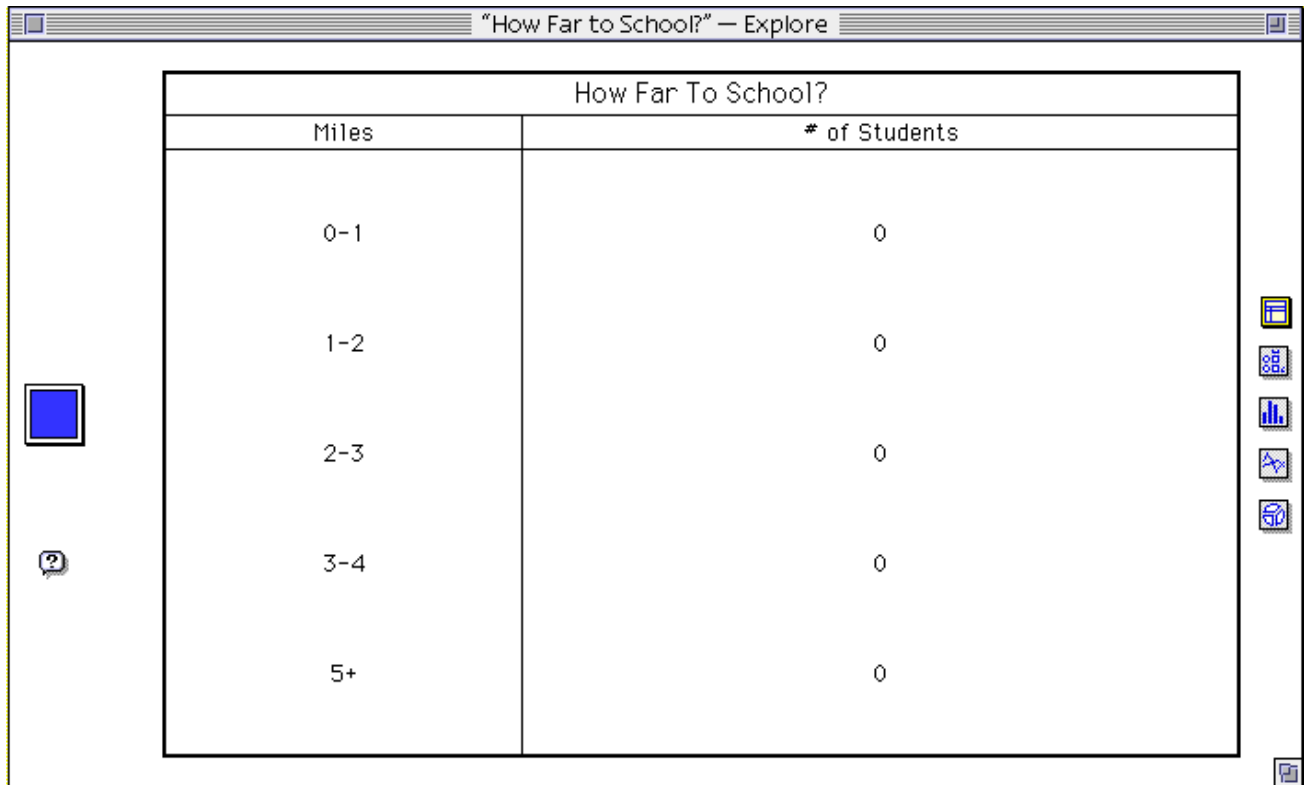 “How Far to School?” — Explore
How Far To School?
Miles # of Students
0-1 0
1-2 0
2-3 0
3-4 0
5+ 0
?